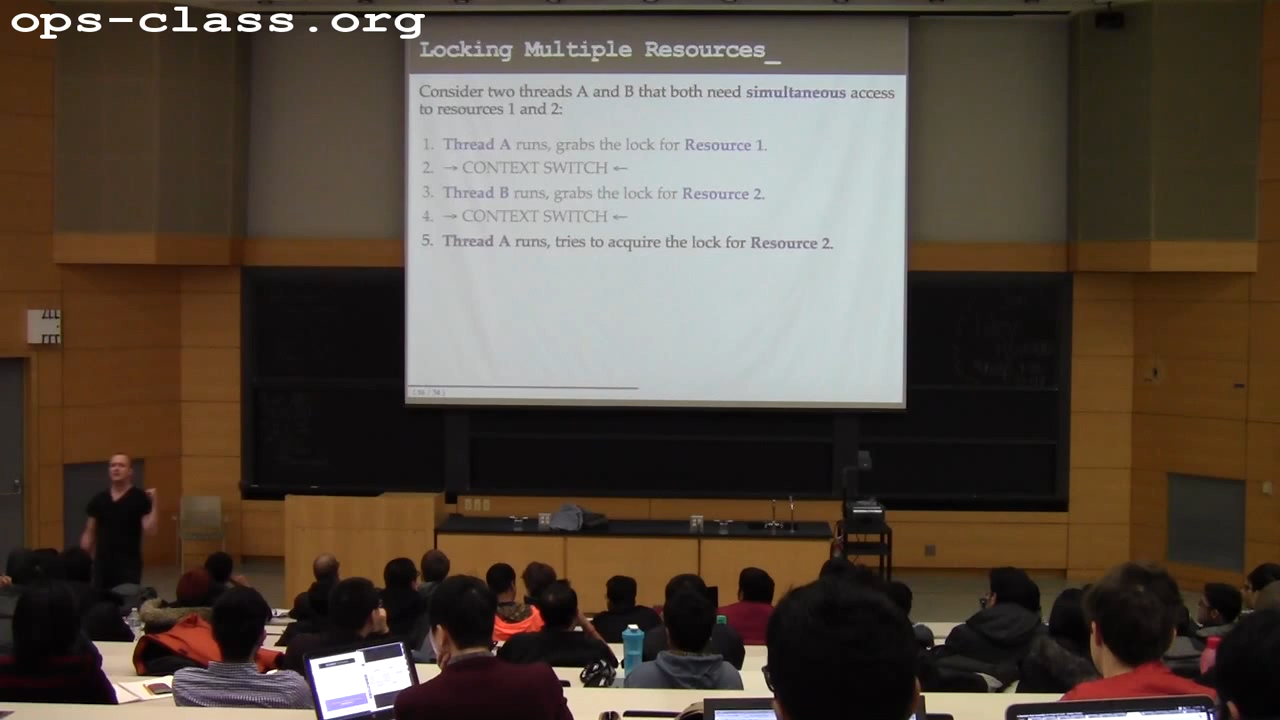 ops-class.org
Locking Multiple Resources_
Consider two threads A and B that both need simultaneous access
to resources 1 and 2:
1. Thread A runs, grabs the lock for Resource 1.
2. → CONTEXT SWITCH ←
3. Thread B runs, grabs the lock for Resource 2.
4. → CONTEXT SWITCH ←
5. Thread A runs, tries to acquire the lock for Resource 2.